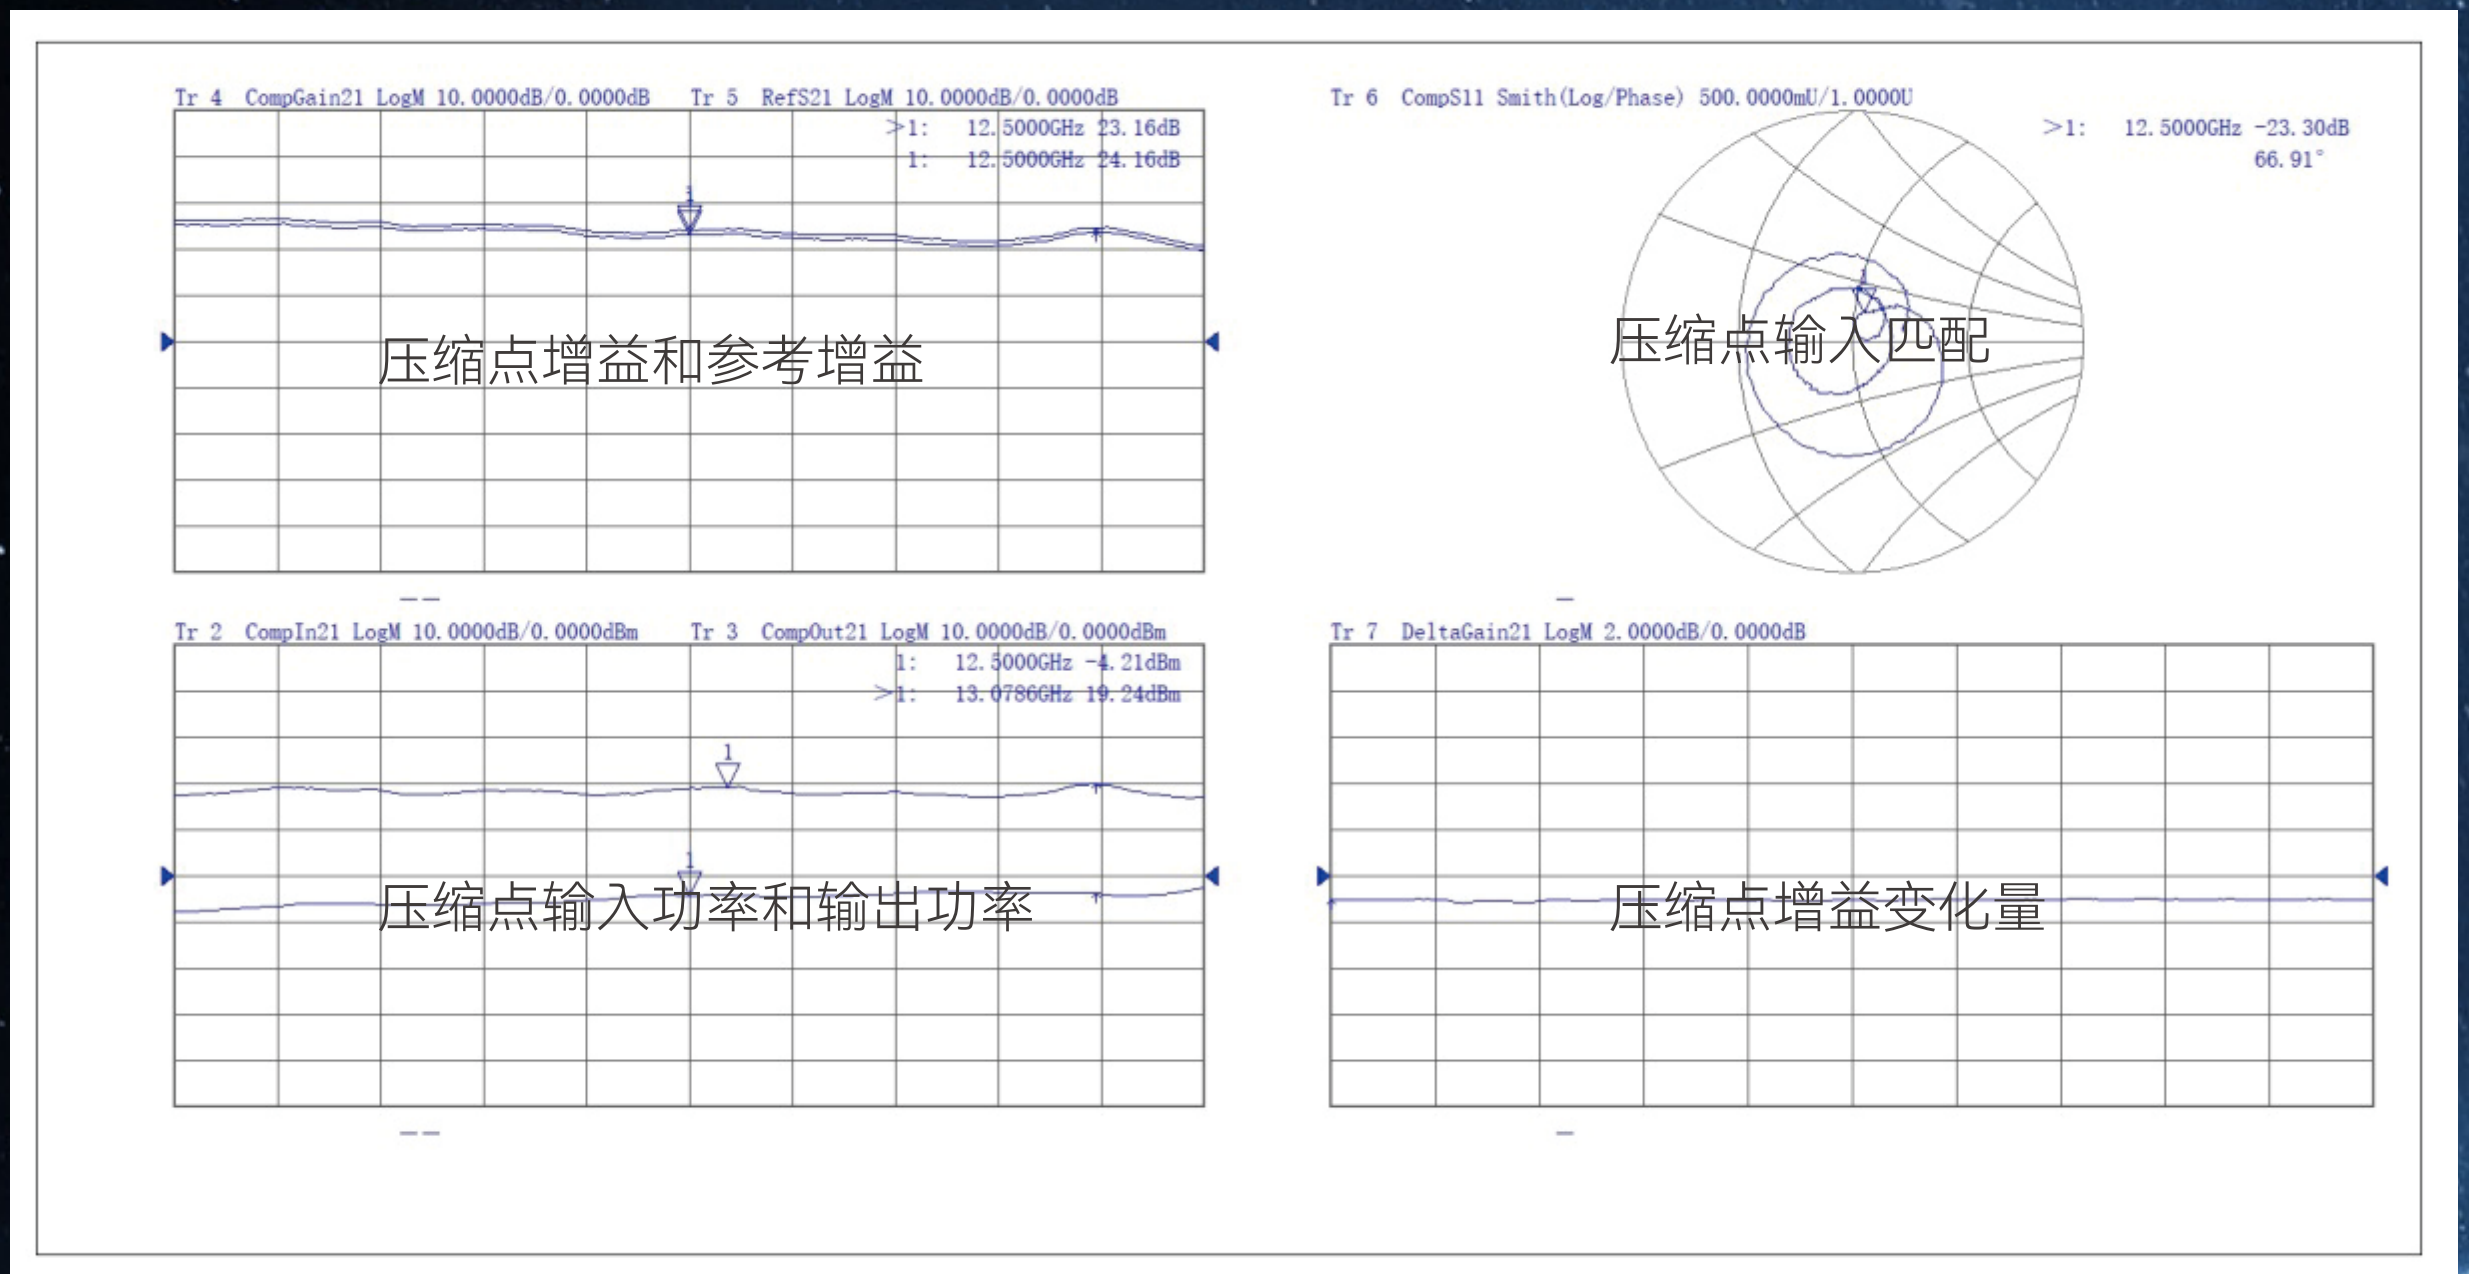 Tr 4 CompGain21 LogM 10.0000dB/0.0000dB Tr 5 RefS21 LogM 10.0000dB/0.0000dB
>1: 12.5000GHz 23.16dB
1: 12.5000GHz 24.16dB
1
压缩点增益和参考增益
Tr 6 CompS11 Smith(Log/Phase) 500.0000mU/1.0000U
>1: 12.5000GHz -23.30dB
66.91°
1
压缩点输入匹配
Tr 2 CompIn21 LogM 10.0000dB/0.0000dBm Tr 3 CompOut21 LogM 10.0000dB/0.0000dBm
1: 12.5000GHz -4.21dBm
>1: 13.0786GHz 19.24dBm
1
1
压缩点输入功率和输出功率
Tr 7 DeltaGain21 LogM 2.0000dB/0.0000dB
压缩点增益变化量